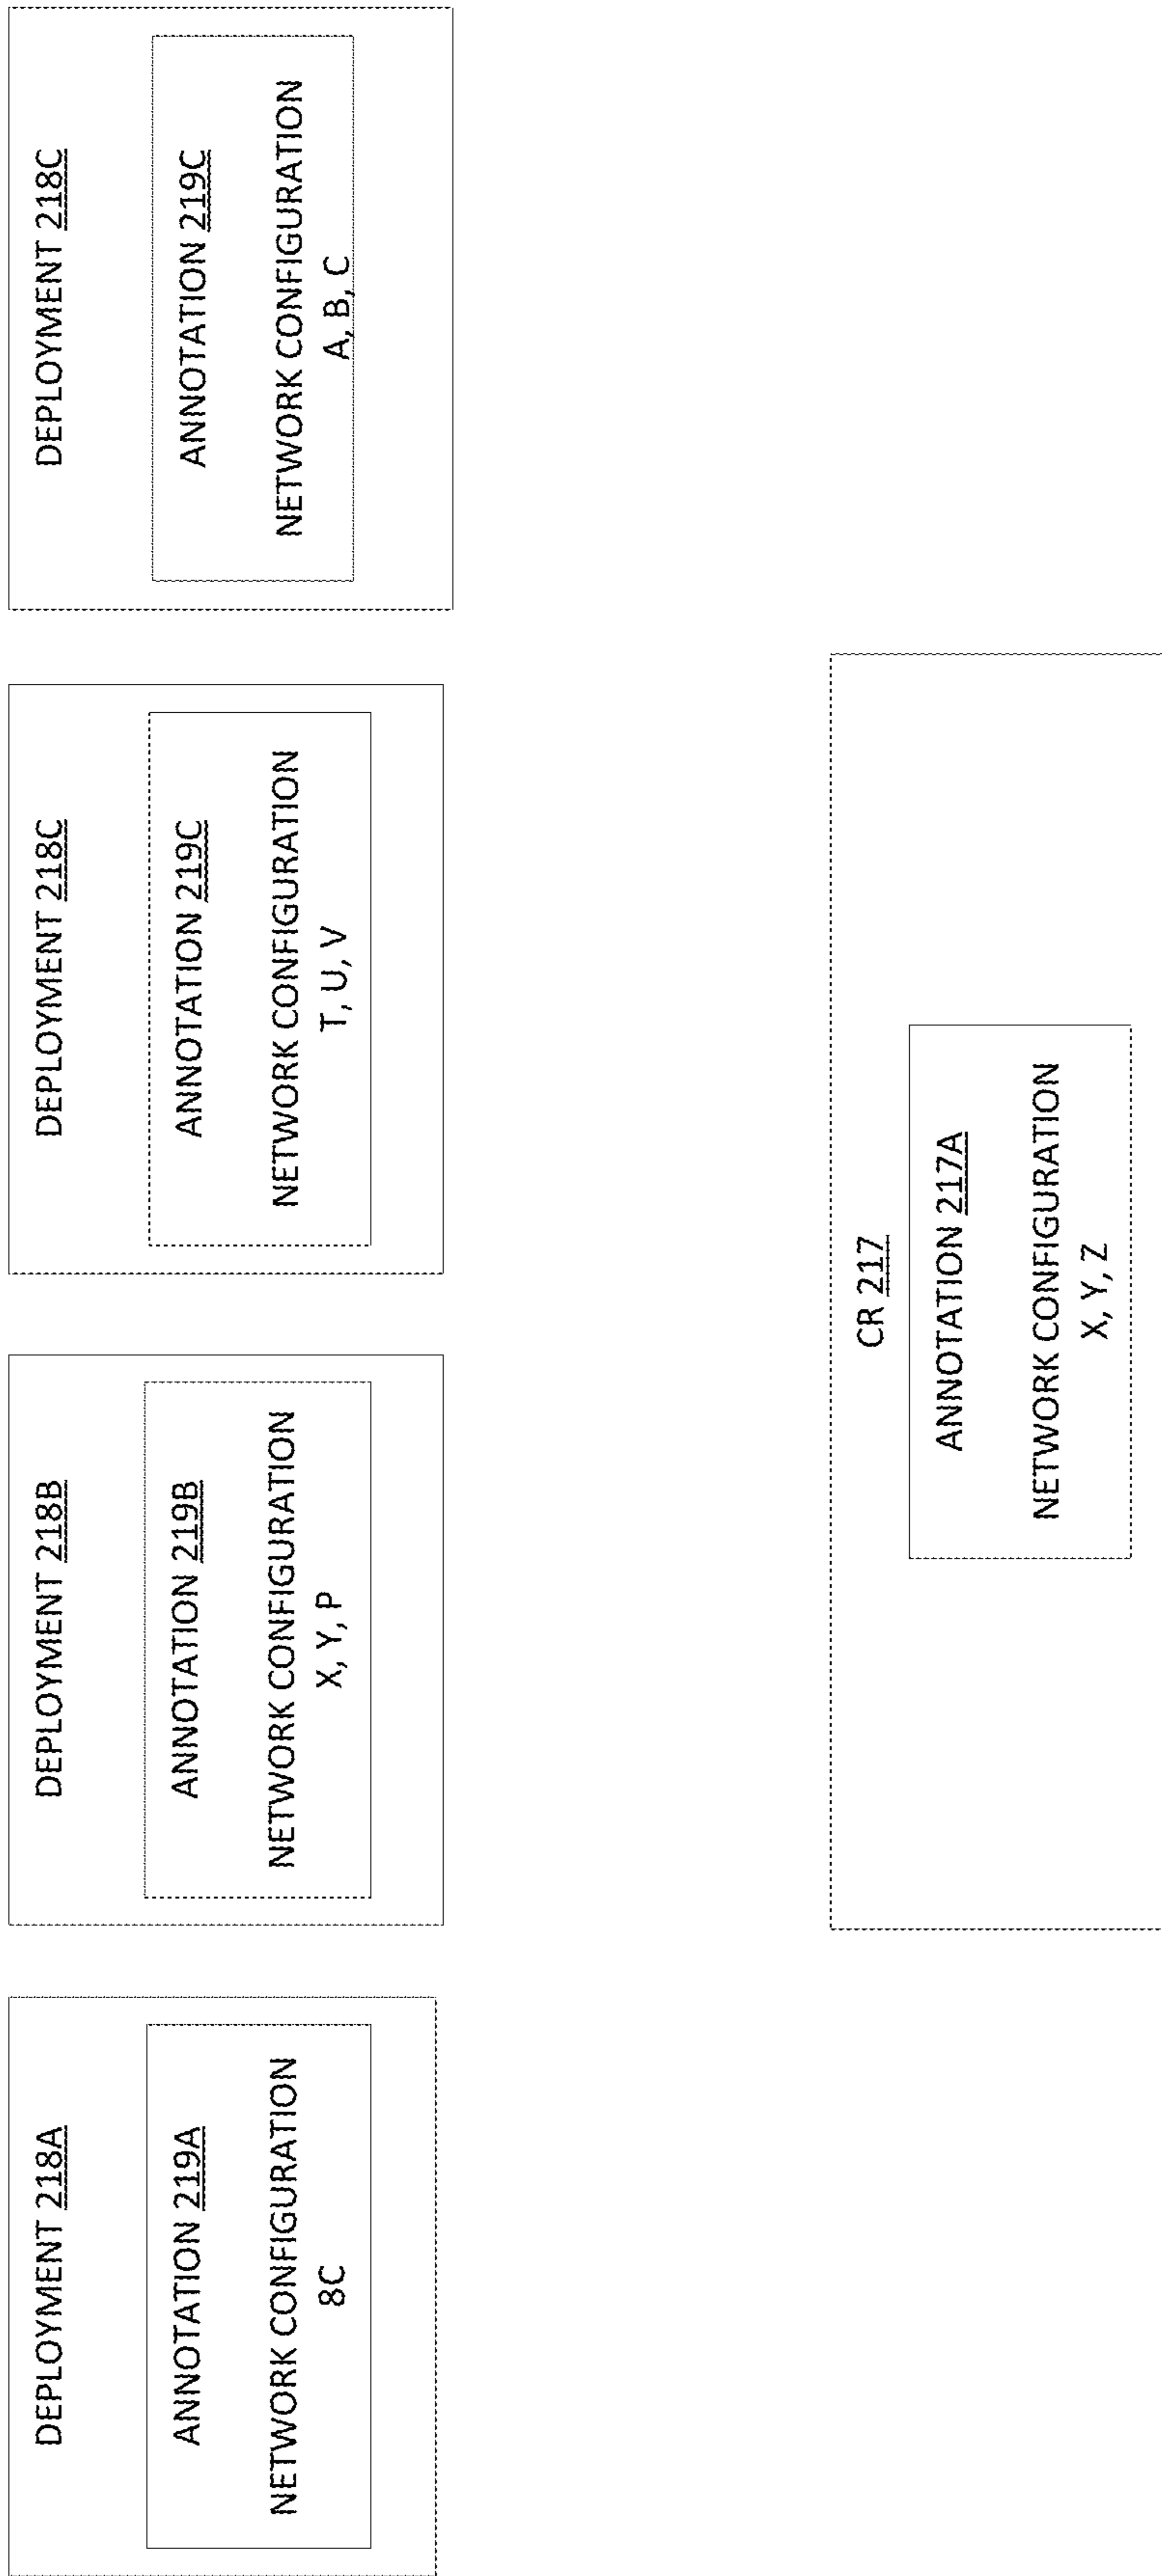 DEPLOYMENT 218A
ANNOTATION 219A
NETWORK CONFIGURATION
8C
DEPLOYMENT 218B
ANNOTATION 219B
NETWORK CONFIGURATION
X, Y, P
DEPLOYMENT 218C
ANNOTATION 219C
NETWORK CONFIGURATION
T, U, V
DEPLOYMENT 218C
ANNOTATION 219C
NETWORK CONFIGURATION
A, B, C
CR 217
ANNOTATION 217A
NETWORK CONFIGURATION
X, Y, Z